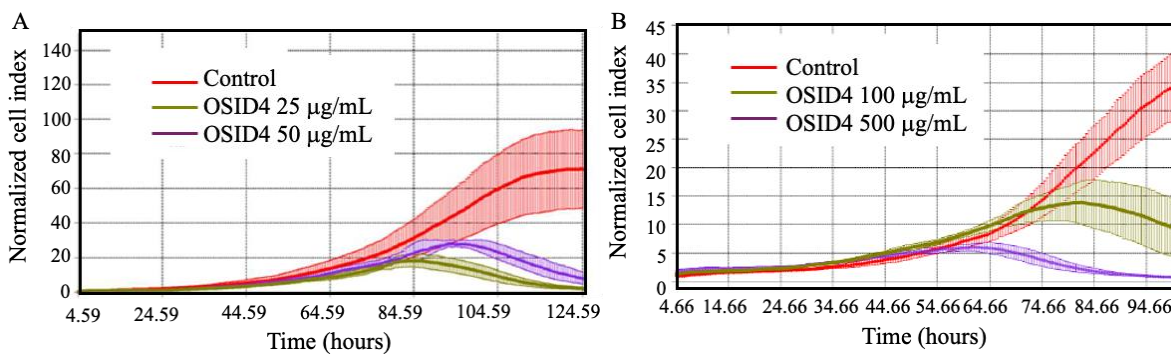 A
Normalized cell index
140
120
100
80
60
40
20
0
Control
OSID4 25 µg/mL
OSID4 50 µg/mL
4.59 24.59 44.59 64.59 84.59 104.59 124.59
Time (hours)
B
Normalized cell index
45
40
35
30
25
20
15
10
5
0
Control
OSID4 100 µg/mL
OSID4 500 µg/mL
4.66 14.66 24.66 34.66 44.66 54.66 64.66 74.66 84.66 94.66
Time (hours)